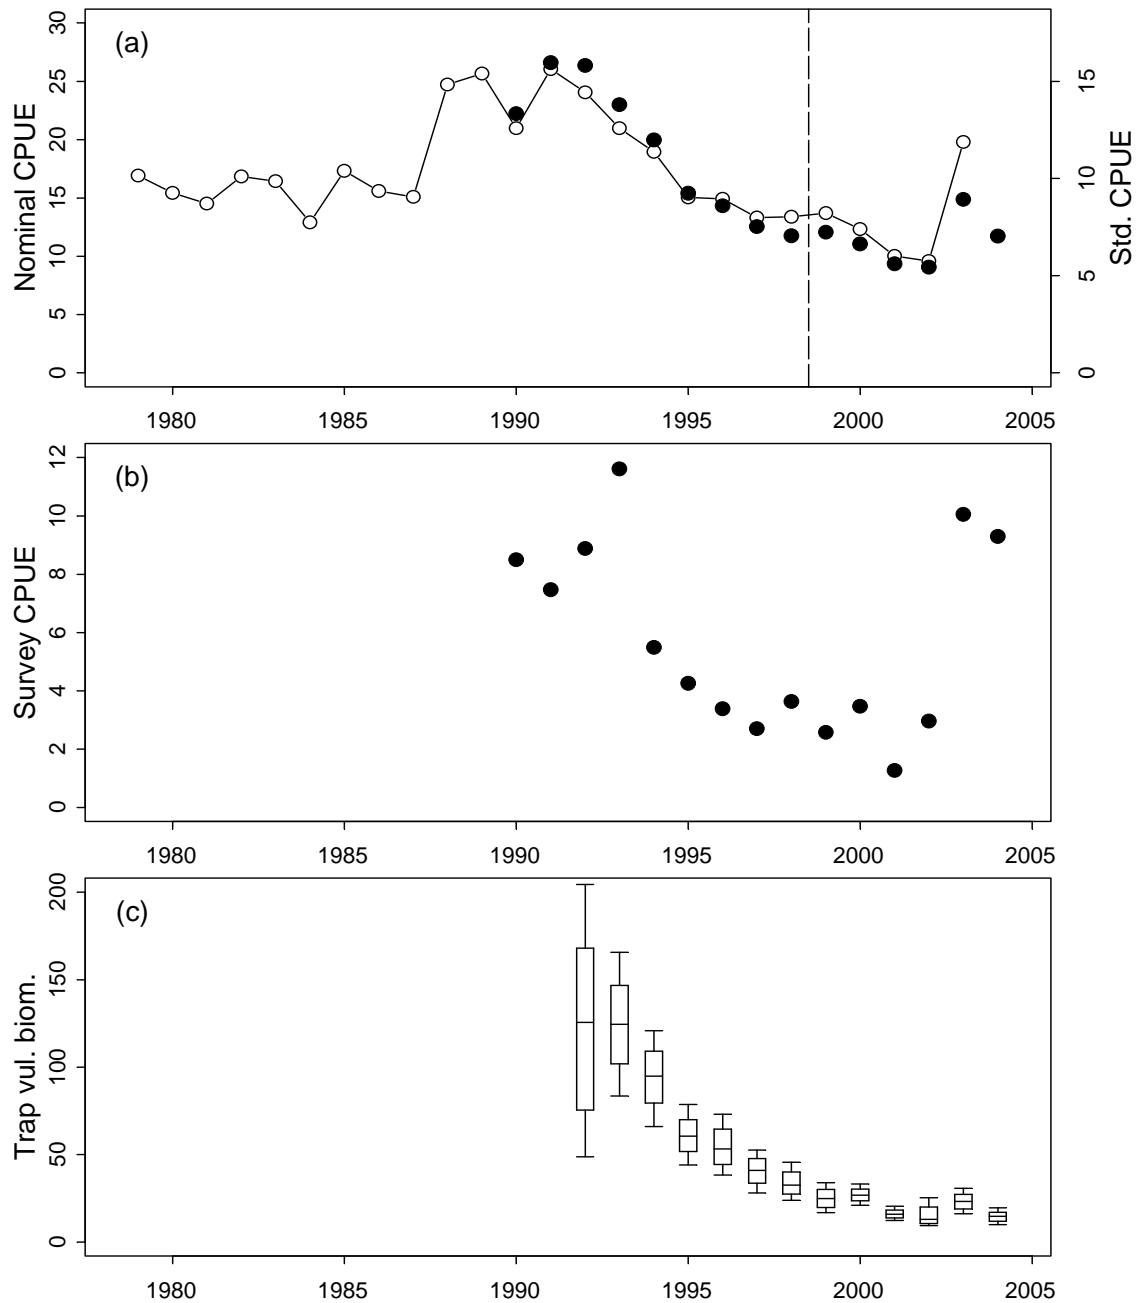 (a)
Nominal CPUE
0 5 10 15 20 25 30
Std. CPUE
0 5 10 15
1980 1985 1990 1995 2000 2005
(b)
Survey CPUE
0 2 4 6 8 10 12
1980 1985 1990 1995 2000 2005
(c)
Trap vul. biom.
0 50 100 150 200
1980 1985 1990 1995 2000 2005